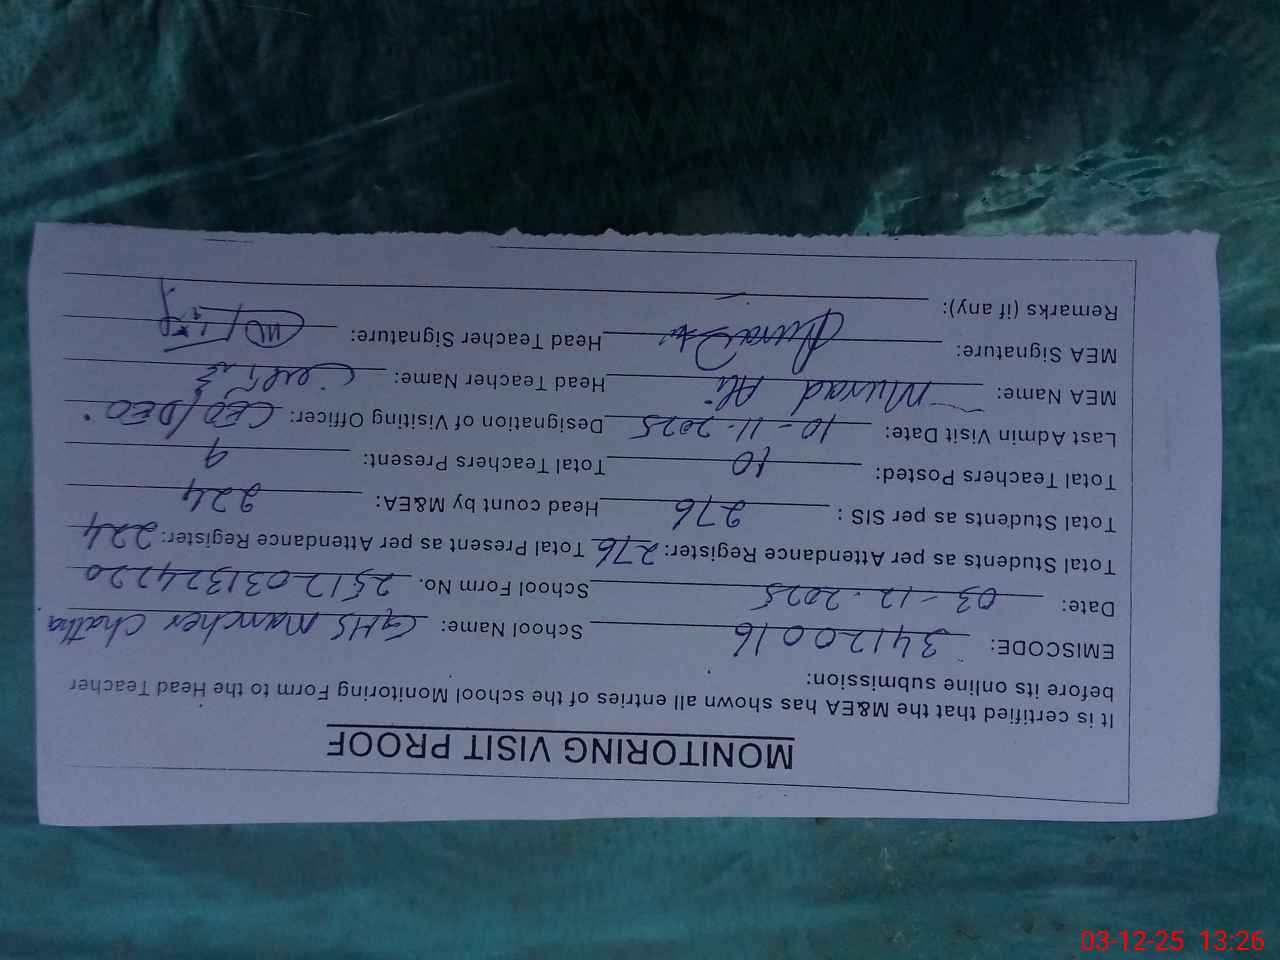 MONITORING VISIT PROOF
It is certified that the M&EA has shown all entries of the school Monitoring Form to the Head Teacher
before its online submission:
EMISCODE: 34120016 School Name: GHS Mancher Chatha
Date: 03-12-2025 School Form No. 2512031324220
Total Students as per Attendance Register: 276 Total Present as per Attendance Register: 224
Total Students as per SIS : 276 Head count by M&EA: 224
Total Teachers Posted: 10 Total Teachers Present: 9
Last Admin Visit Date: 10-11-2025 Designation of Visiting Officer: CEO/DEO
MEA Name: Murad Ali Head Teacher Name:
MEA Signature: Head Teacher Signature:
Remarks (if any):
03-12-25 13:26